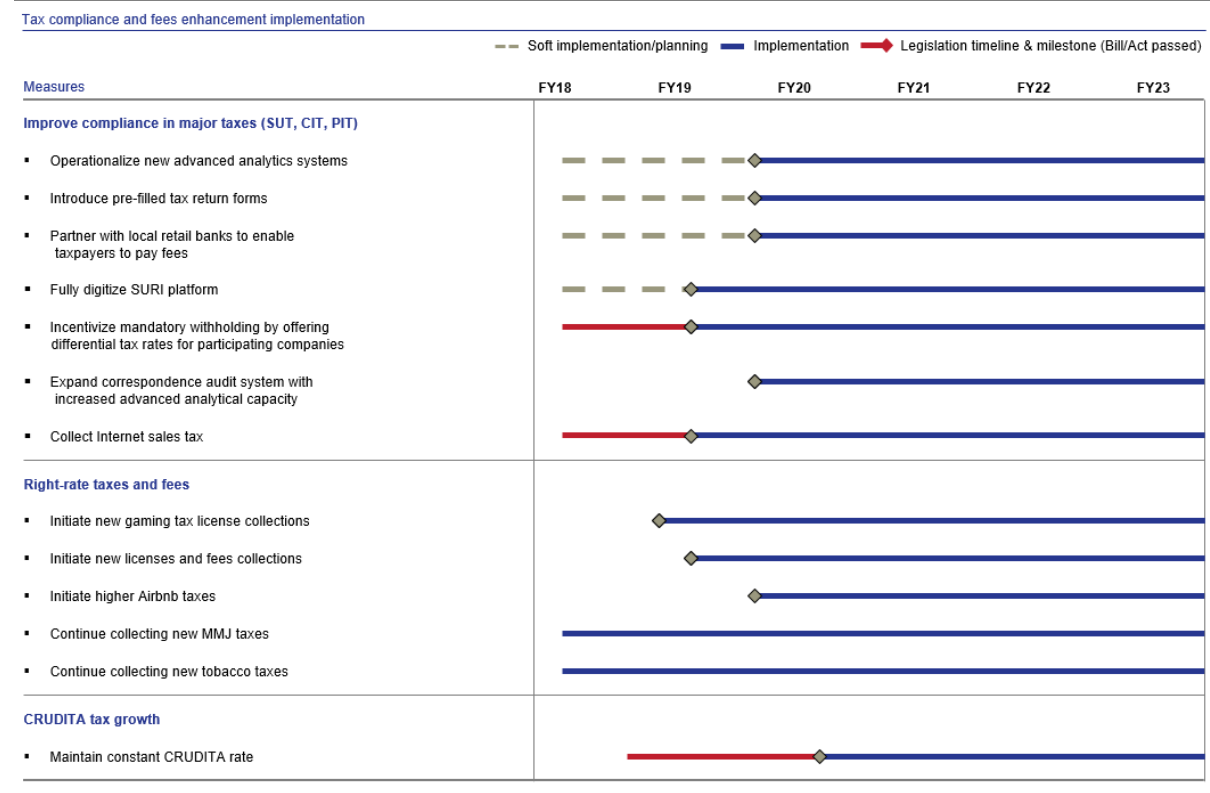 Tax compliance and fees enhancement implementation
Soft implementation/planning Implementation Legislation timeline & milestone (Bill/Act passed)
Measures FY18 FY19 FY20 FY21 FY22 FY23
Improve compliance in major taxes (SUT, CIT, PIT)
▪ Operationalize new advanced analytics systems
▪ Introduce pre-filled tax return forms
▪ Partner with local retail banks to enable
taxpayers to pay fees
▪ Fully digitize SURI platform
▪ Incentivize mandatory withholding by offering
differential tax rates for participating companies
▪ Expand correspondence audit system with
increased advanced analytical capacity
▪ Collect Internet sales tax
Right-rate taxes and fees
▪ Initiate new gaming tax license collections
▪ Initiate new licenses and fees collections
▪ Initiate higher Airbnb taxes
▪ Continue collecting new MMJ taxes
▪ Continue collecting new tobacco taxes
CRUDITA tax growth
▪ Maintain constant CRUDITA rate